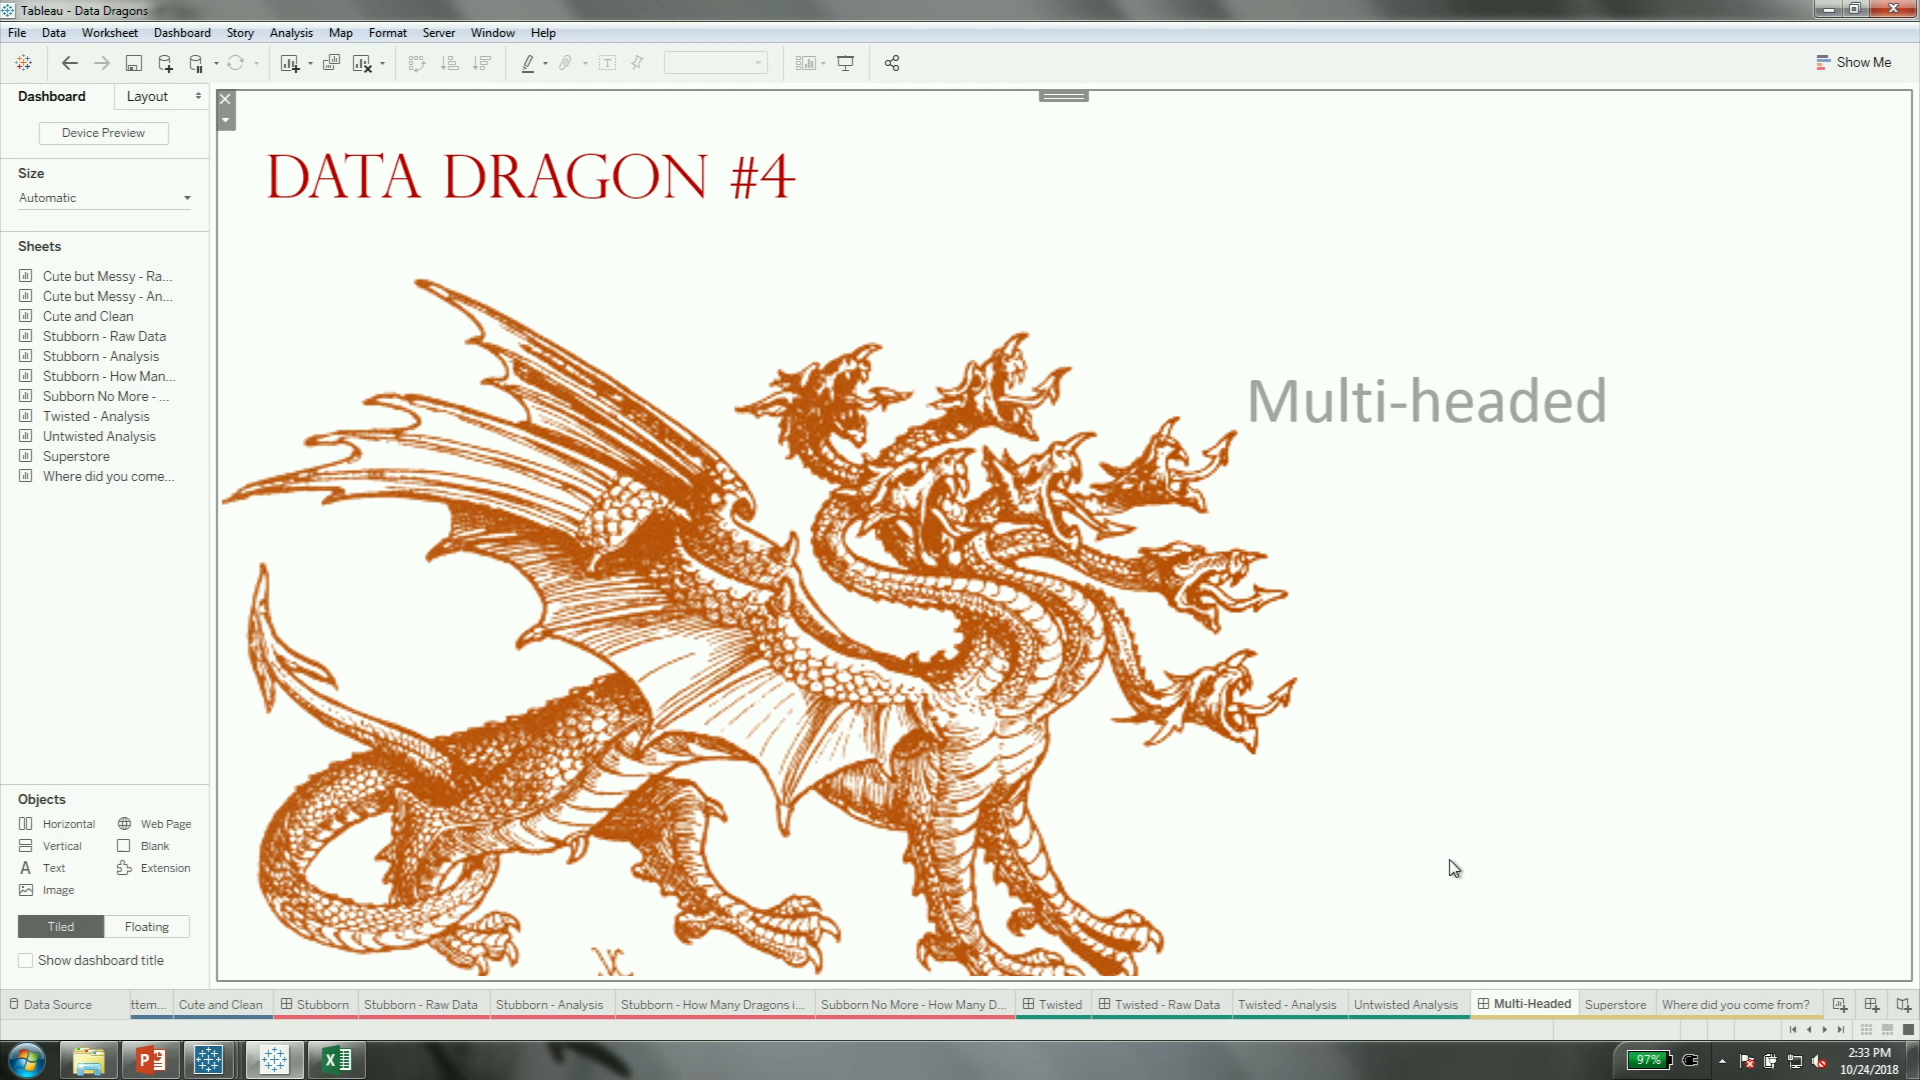 Tableau - Data Dragons
File Data Worksheet Dashboard Story Analysis Map Format Server Window Help
Show Me
Dashboard Layout
Device Preview
Size
Automatic
Sheets
Cute but Messy - Ra...
Cute but Messy - An...
Cute and Clean
Stubborn - Raw Data
Stubborn - Analysis
Stubborn - How Man...
Subborn No More - ...
Twisted - Analysis
Untwisted Analysis
Superstore
Where did you come...
Objects
Horizontal Web Page
Vertical Blank
Text Extension
Image
Tiled Floating
Show dashboard title
DATA DRAGON #4
Multi-headed
Data Source ttem... Cute and Clean Stubborn Stubborn - Raw Data Stubborn - Analysis Stubborn - How Many Dragons i... Subborn No More - How Many D... Twisted Twisted - Raw Data Twisted - Analysis Untwisted Analysis Multi-Headed Superstore Where did you come from?
97% 2:33 PM
10/24/2018